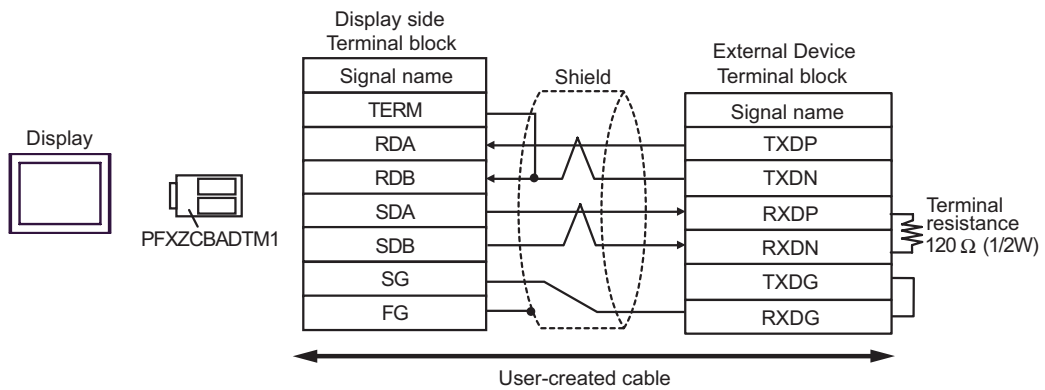 Display side
Terminal block
Signal name
TERM
RDA
RDB
SDA
SDB
SG
FG
Shield
External Device
Terminal block
Signal name
TXDP
TXDN
RXDP
RXDN
TXDG
RXDG
Terminal
resistance
120 Ω (1/2W)
Display
PFXZCBADTM1
User-created cable